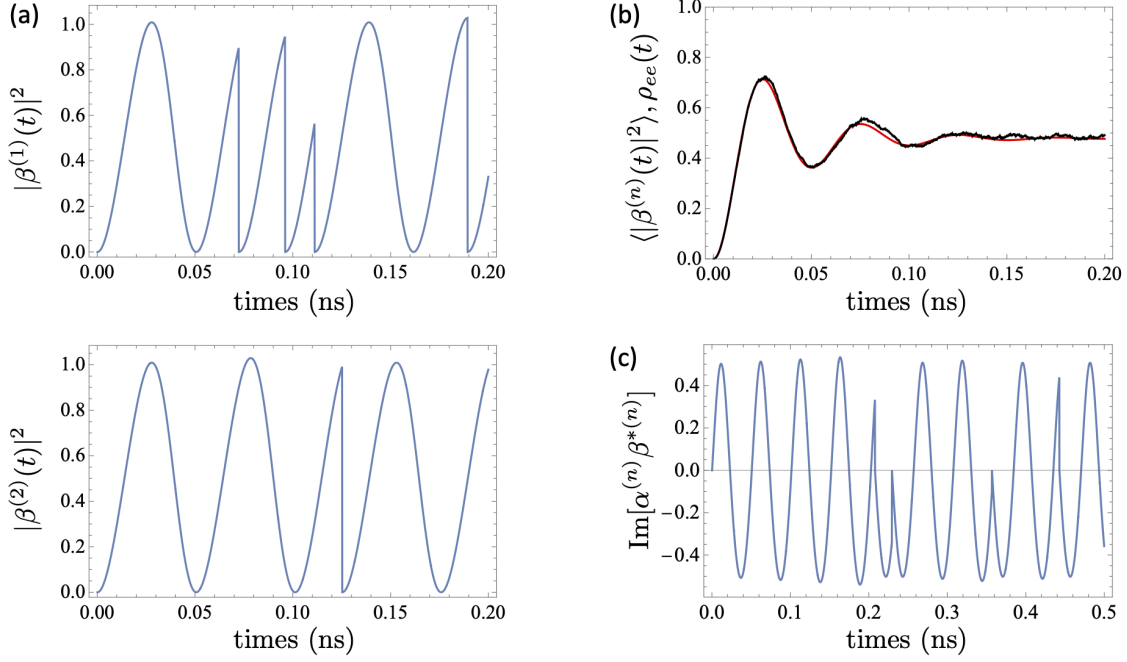 (a)
|β^{(1)}(t)|^2
1.0
0.8
0.6
0.4
0.2
0.0
0.00 0.05 0.10 0.15 0.20
times (ns)
(b)
⟨|β^{(n)}(t)|^2⟩, ρ_{ee}(t)
1.0
0.8
0.6
0.4
0.2
0.0
0.00 0.05 0.10 0.15 0.20
times (ns)
|β^{(2)}(t)|^2
1.0
0.8
0.6
0.4
0.2
0.0
0.00 0.05 0.10 0.15 0.20
times (ns)
(c)
Im[α^{(n)} β^{*(n)}]
0.4
0.2
0.0
−0.2
−0.4
0.0 0.1 0.2 0.3 0.4 0.5
times (ns)